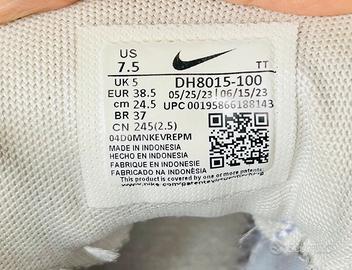 US
7.5 TT
UK 5 DH8015-100
EUR 38.5 05/25/23 06/15/23
cm 24.5 UPC 00195866188143
BR 37
CN 245(2.5)
04D0MNKEVREPM
MADE IN INDONESIA
HECHO EN INDONESIA
FABRIQUE EN INDONESIE
FABRICADO NA INDONÉSIA
This product is covered by one or more patents.